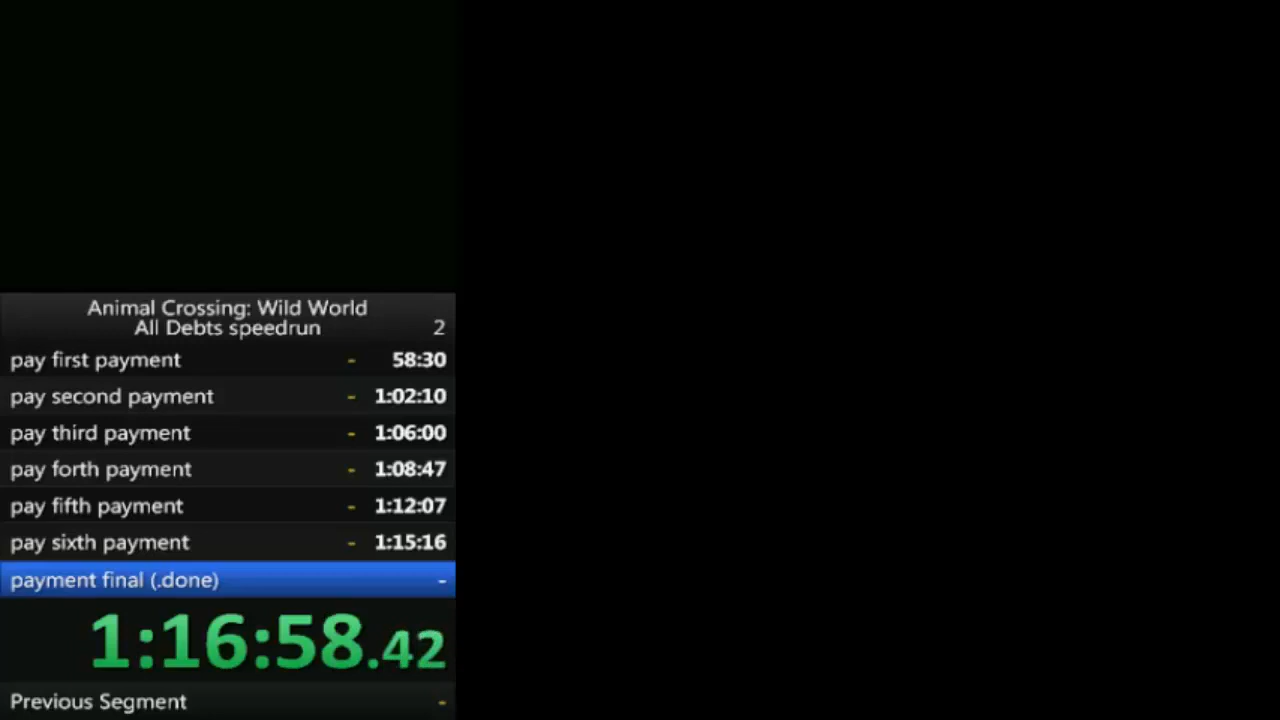 Animal Crossing: Wild World
All Debts speedrun 2
pay first payment - 58:30
pay second payment - 1:02:10
pay third payment - 1:06:00
pay forth payment - 1:08:47
pay fifth payment - 1:12:07
pay sixth payment - 1:15:16
payment final (.done) -
1:16:58.42
Previous Segment -